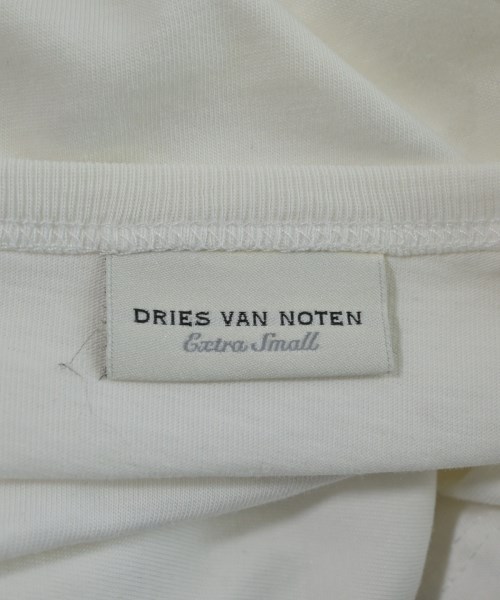 DRIES VAN NOTEN
Extra Small